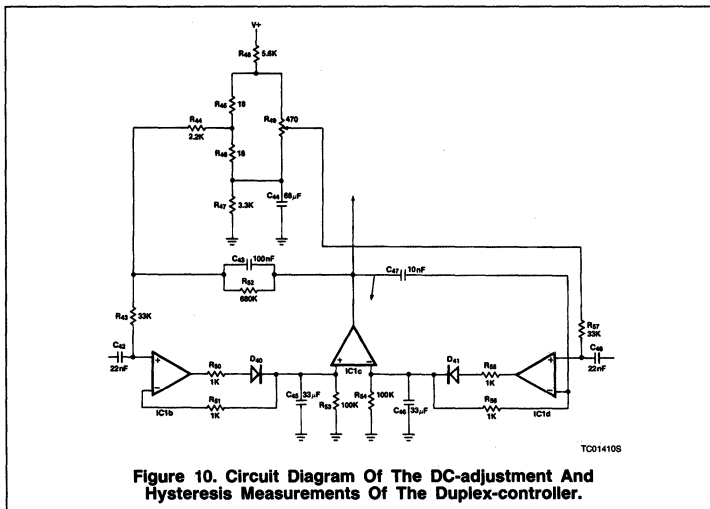 V+
R48 5.6K
R45 18
R49 470
R44
2.2K
R46 18
R47 3.3K
C44 68µF
C43 100nF
R52
680K
C47 10nF
R43 33K
R57
33K
C42
22nF
C48
22nF
+
−
IC1b
R50
1K
D40
R51
1K
C45 33µF
R53 100K
+ −
IC1c
R54 100K
C46 33µF
D41
R55
1K
R56
1K
+
−
IC1d
TC01410S
Figure 10. Circuit Diagram Of The DC-adjustment And
Hysteresis Measurements Of The Duplex-controller.